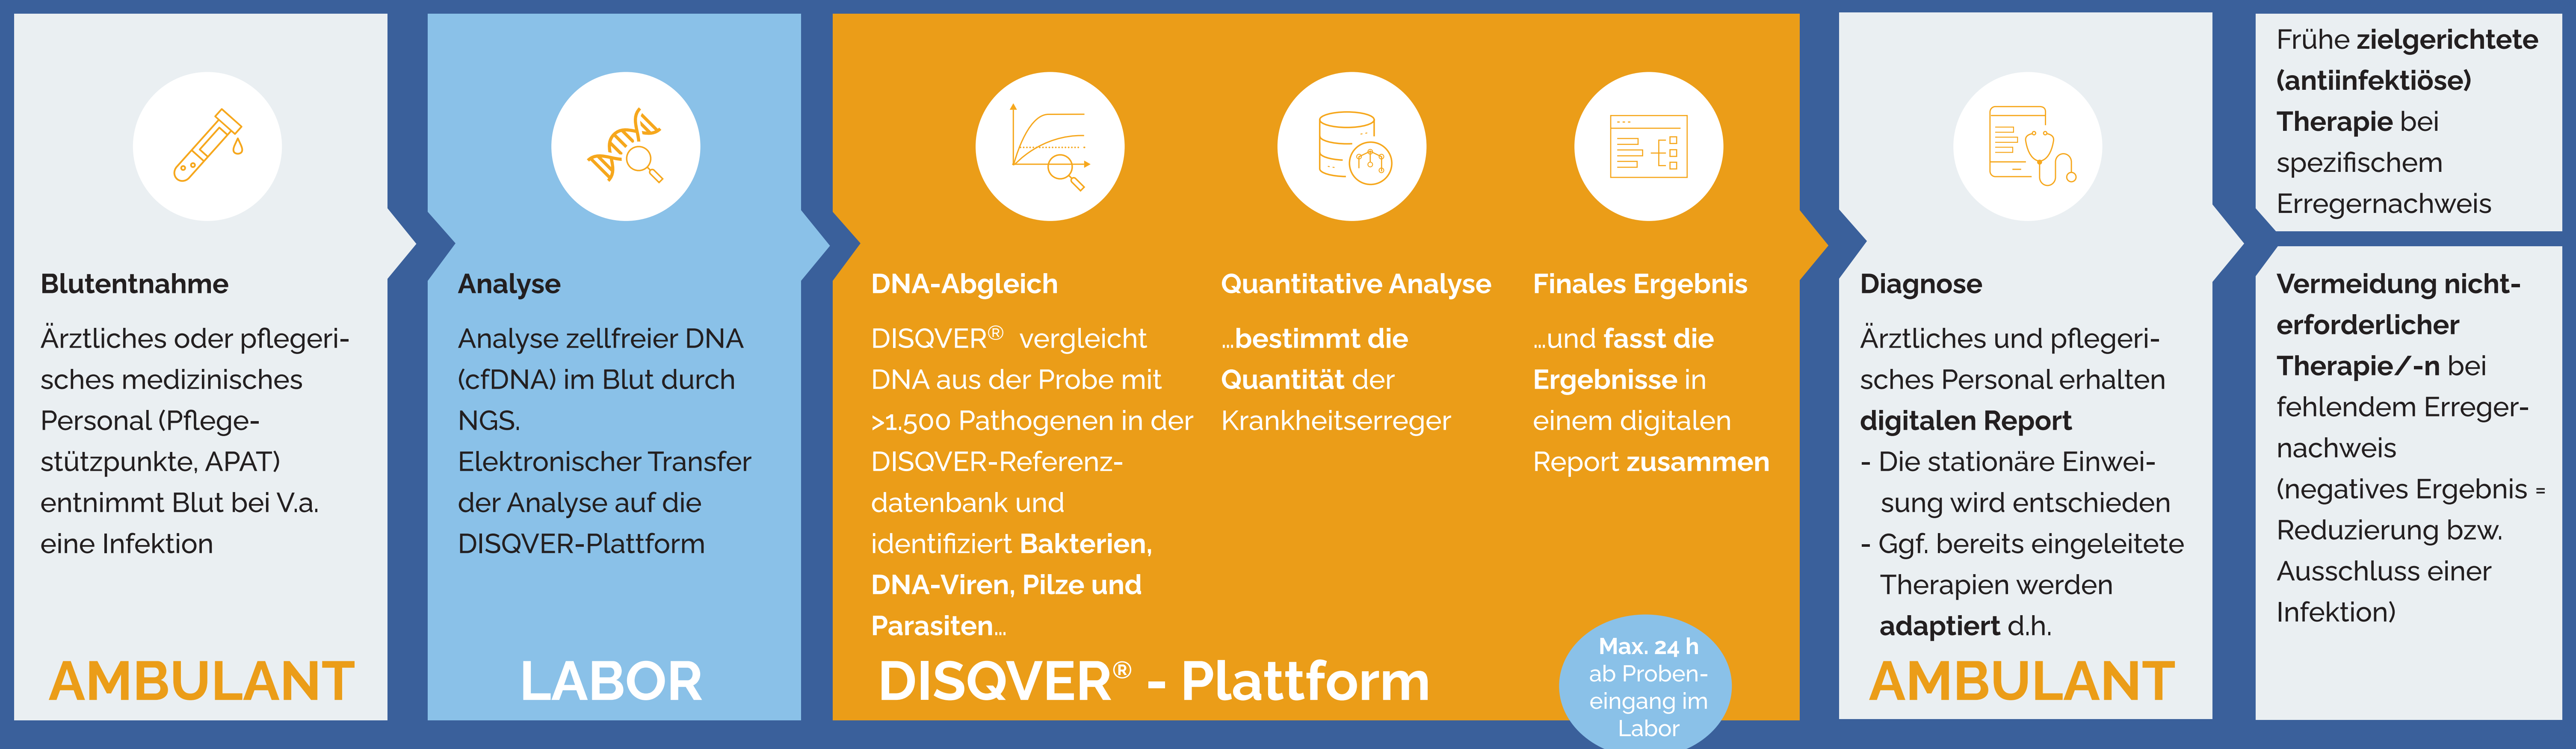 Blutentnahme
Ärztliches oder pflegeri-
sches medizinisches
Personal (Pflege-
stützpunkte, APAT)
entnimmt Blut bei V.a.
eine Infektion
AMBULANT
Analyse
Analyse zellfreier DNA
(cfDNA) im Blut durch
NGS.
Elektronischer Transfer
der Analyse auf die
DISQVER-Plattform
LABOR
DNA-Abgleich
DISQVER® vergleicht
DNA aus der Probe mit
>1.500 Pathogenen in der
DISQVER-Referenz-
datenbank und
identifiziert Bakterien,
DNA-Viren, Pilze und
Parasiten...
Quantitative Analyse
...bestimmt die
Quantität der
Krankheitserreger
Finales Ergebnis
...und fasst die
Ergebnisse in
einem digitalen
Report zusammen
DISQVER® - Plattform
Max. 24 h
ab Proben-
eingang im
Labor
Diagnose
Ärztliches und pflegeri-
sches Personal erhalten
digitalen Report
- Die stationäre Einwei-
sung wird entschieden
- Ggf. bereits eingeleitete
Therapien werden
adaptiert d.h.
AMBULANT
Frühe zielgerichtete
(antiinfektiöse)
Therapie bei
spezifischem
Erregernachweis
Vermeidung nicht-
erforderlicher
Therapie/-n bei
fehlendem Erreger-
nachweis
(negatives Ergebnis =
Reduzierung bzw.
Ausschluss einer
Infektion)